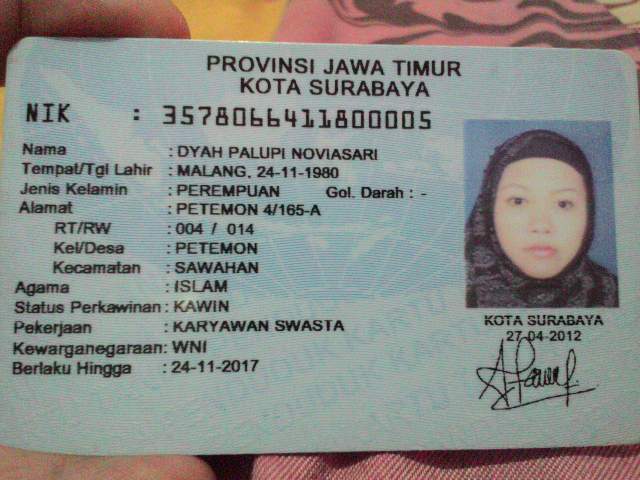 PROVINSI JAWA TIMUR
KOTA SURABAYA
NIK : 3578066411800005
Nama : DYAH PALUPI NOVIASARI
Tempat/Tgl Lahir : MALANG, 24-11-1980
Jenis Kelamin : PEREMPUAN Gol. Darah : -
Alamat : PETEMON 4/165-A
RT/RW : 004 / 014
Kel/Desa : PETEMON
Kecamatan : SAWAHAN
Agama : ISLAM
Status Perkawinan : KAWIN
Pekerjaan : KARYAWAN SWASTA
Kewarganegaraan: WNI
Berlaku Hingga : 24-11-2017
KOTA SURABAYA
27-04-2012